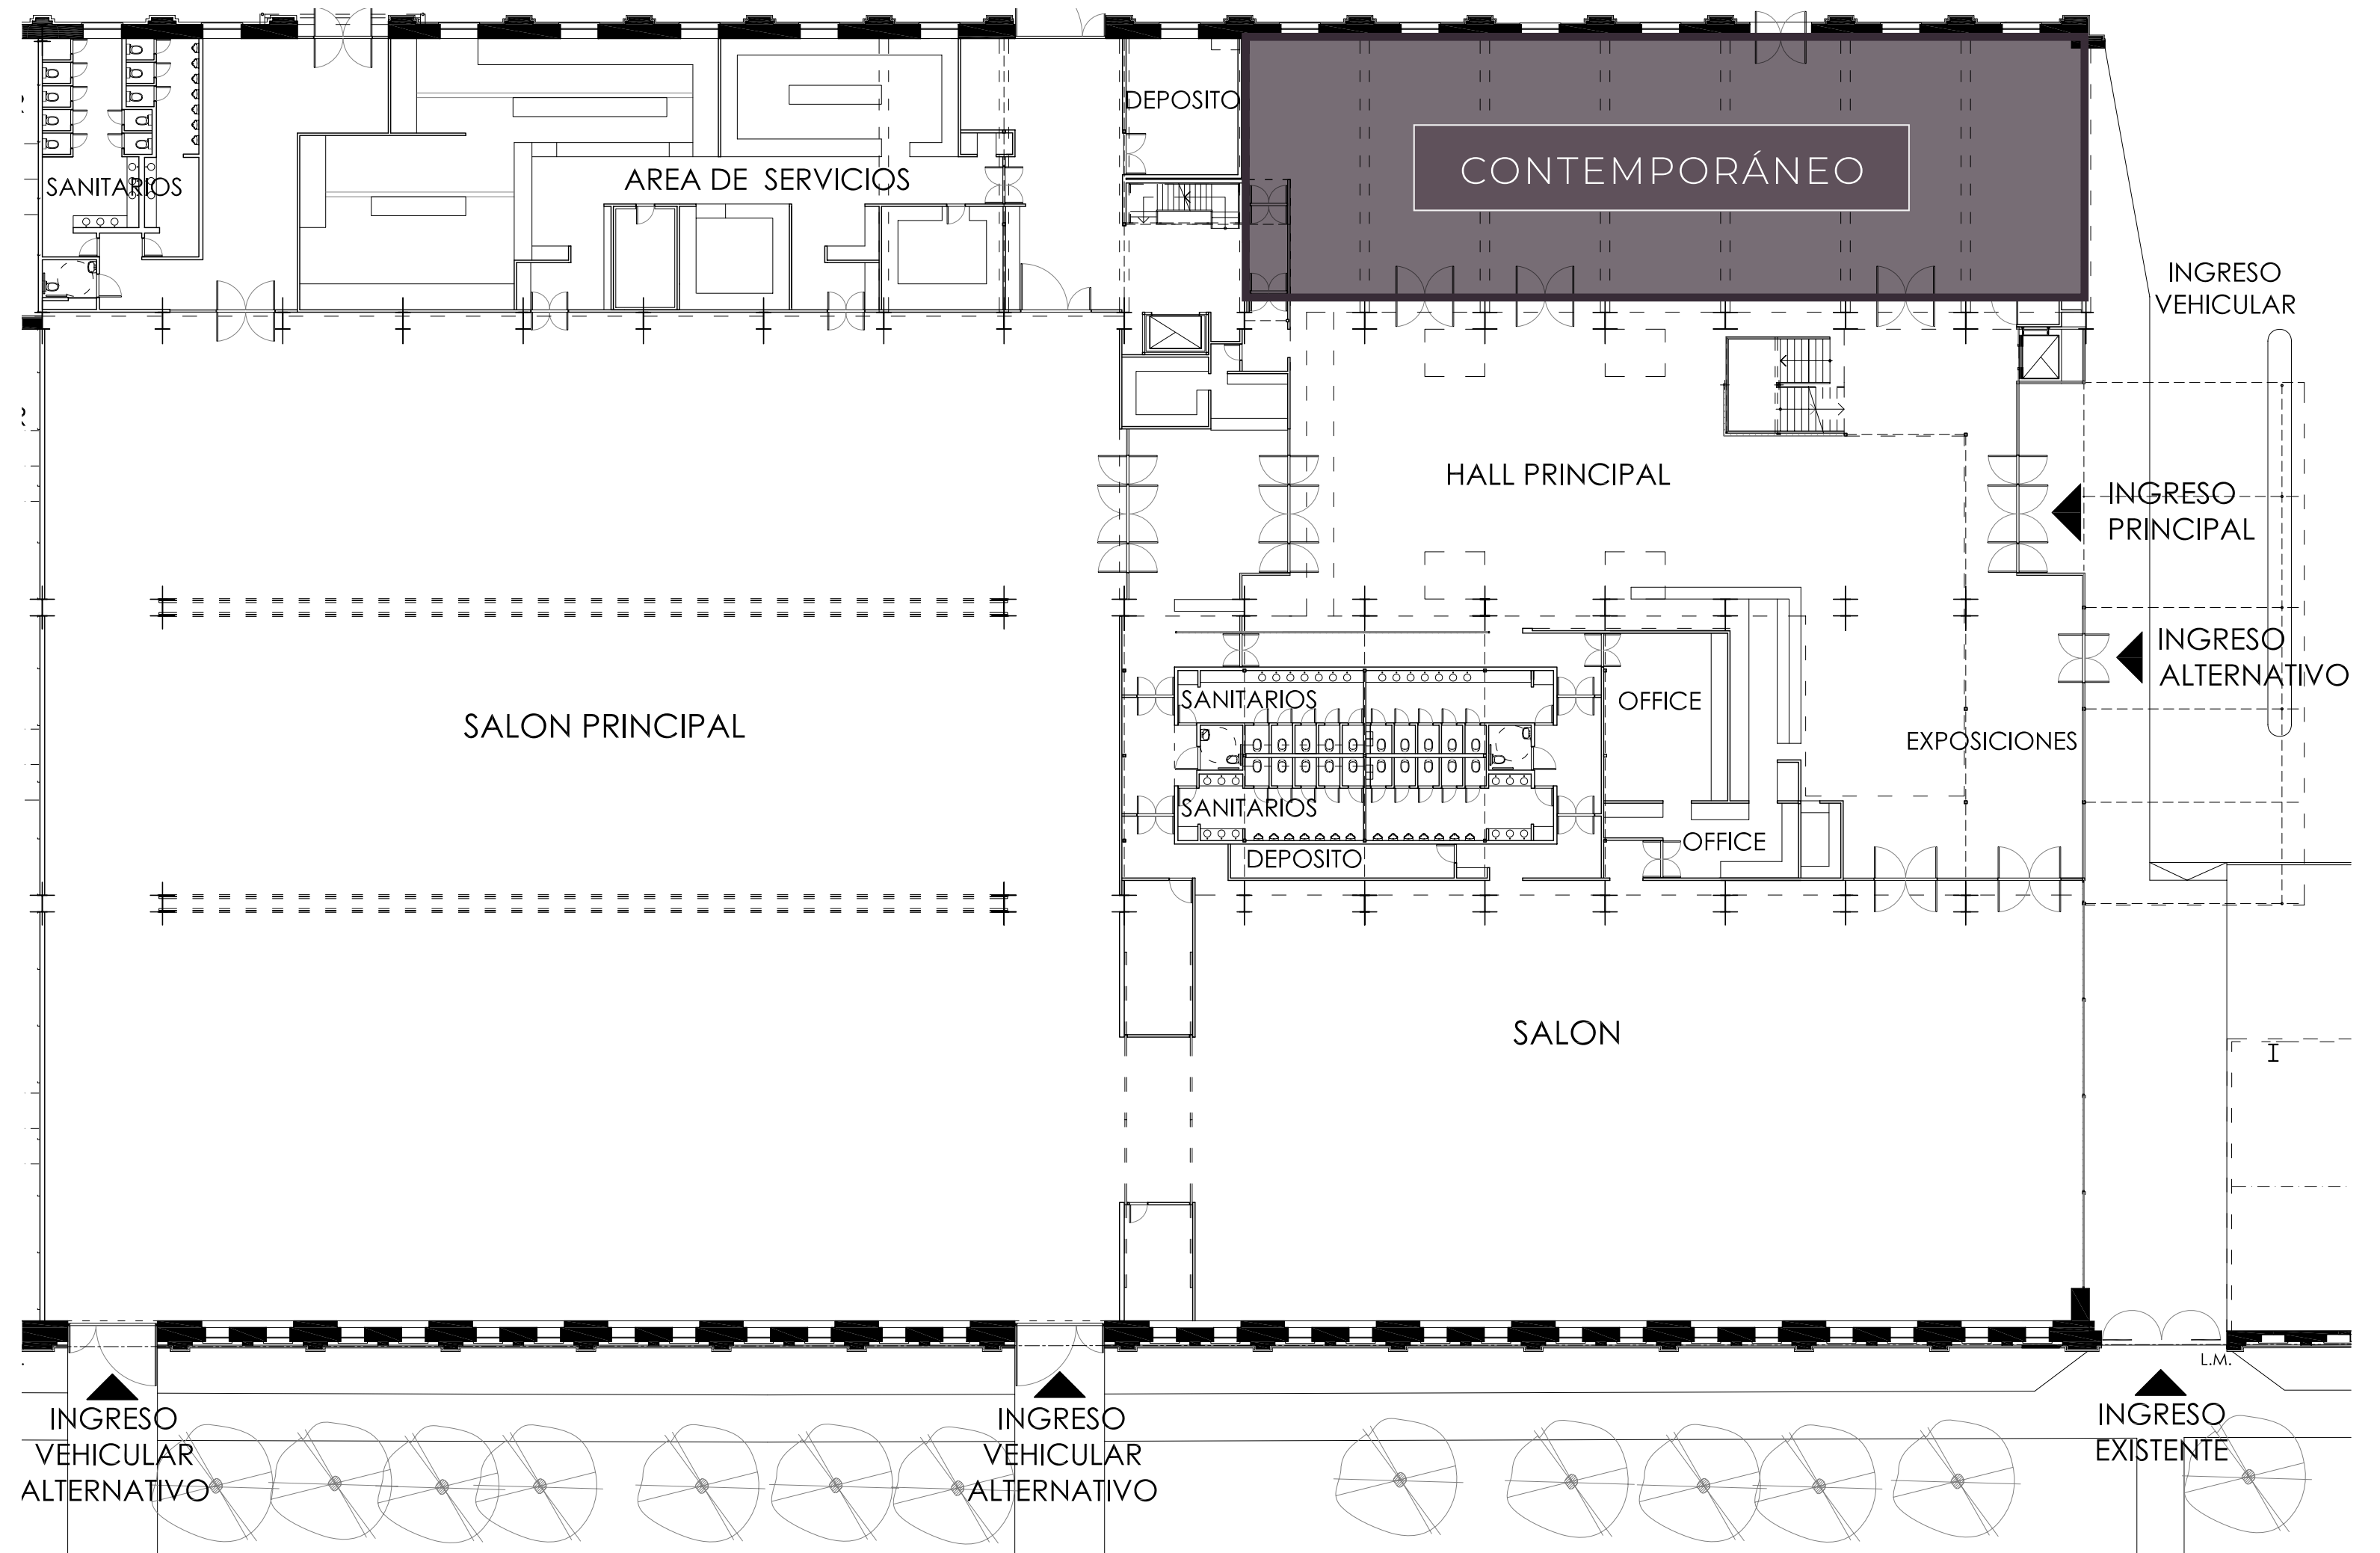 DEPOSITO
CONTEMPORÁNEO
SANITARIOS
AREA DE SERVICIOS
INGRESO
VEHICULAR
HALL PRINCIPAL
INGRESO
PRINCIPAL
INGRESO
ALTERNATIVO
SANITARIOS
OFFICE
SALON PRINCIPAL
EXPOSICIONES
SANITARIOS
OFFICE
DEPOSITO
SALON
I
L.M.
INGRESO
VEHICULAR
ALTERNATIVO
INGRESO
VEHICULAR
ALTERNATIVO
INGRESO
EXISTENTE